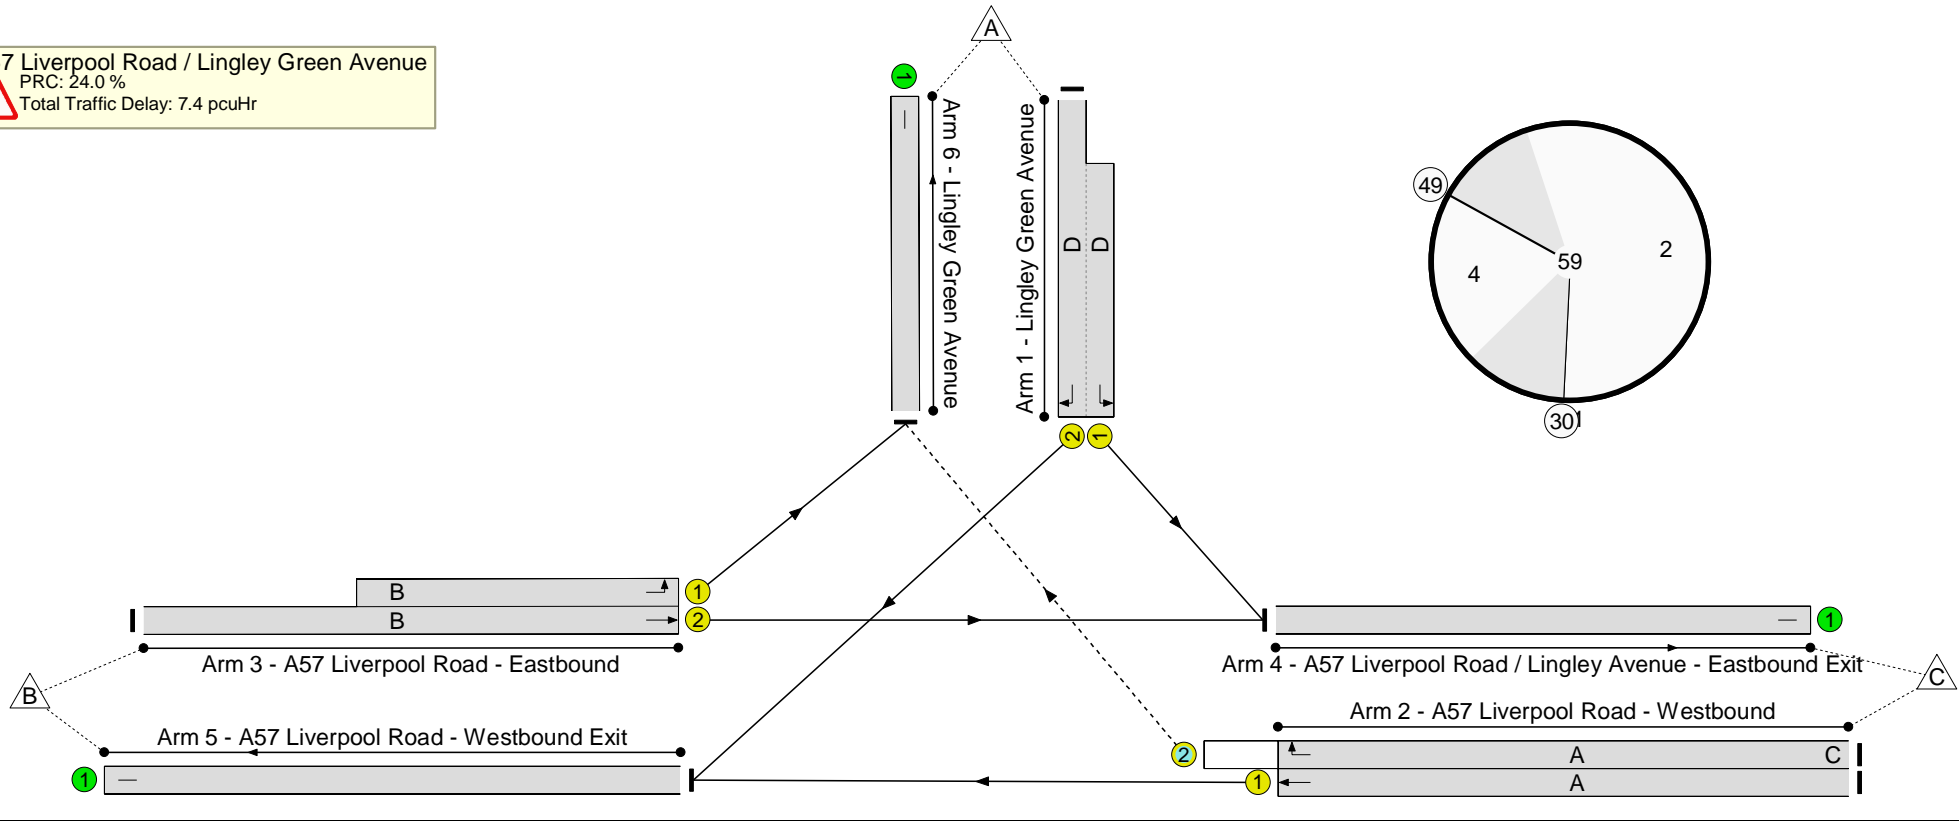 7 Liverpool Road / Lingley Green Avenue
PRC: 24.0 %
Total Traffic Delay: 7.4 pcuHr
A
1
Arm 6 - Lingley Green Avenue
Arm 1 - Lingley Green Avenue
D
D
2
1
49
59
2
4
30
B
1
B
2
Arm 3 - A57 Liverpool Road - Eastbound
1
Arm 4 - A57 Liverpool Road / Lingley Avenue - Eastbound Exit
B
C
Arm 2 - A57 Liverpool Road - Westbound
Arm 5 - A57 Liverpool Road - Westbound Exit
2
A
C
1
1
A